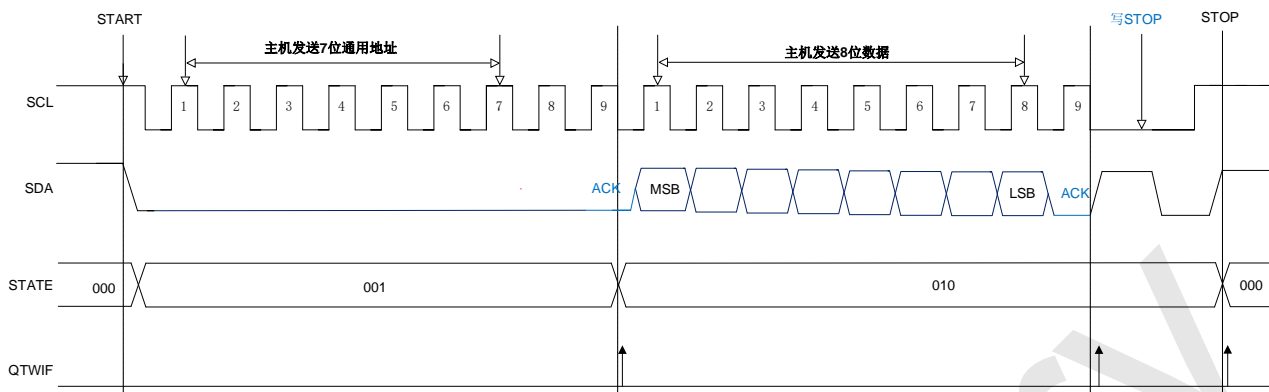 START
写STOP
STOP
主机发送7位通用地址
主机发送8位数据
SCL
1 2 3 4 5 6 7 8 9 1 2 3 4 5 6 7 8 9
SDA
ACK
MSB
LSB
ACK
STATE
000
001
010
000
QTWIF